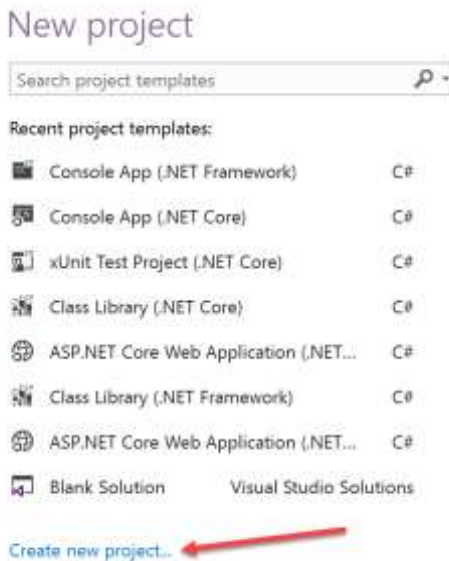 New project
Search project templates
Recent project templates:
Console App (.NET Framework) C#
Console App (.NET Core) C#
xUnit Test Project (.NET Core) C#
Class Library (.NET Core) C#
ASP.NET Core Web Application (.NET... C#
Class Library (.NET Framework) C#
ASP.NET Core Web Application (.NET... C#
Blank Solution Visual Studio Solutions
Create new project...